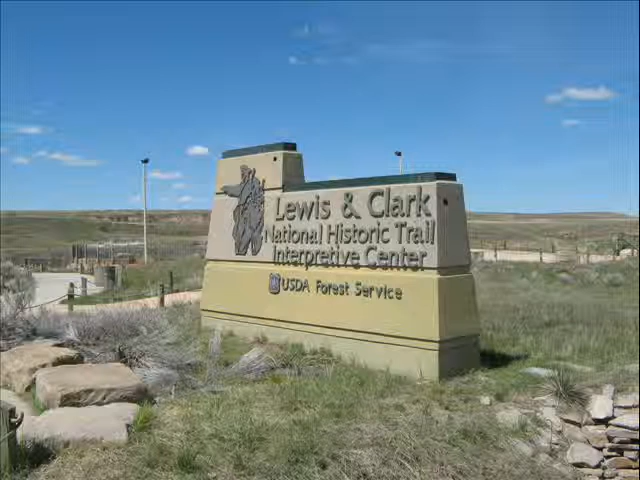 Lewis & Clark
National Historic Trail
Interpretive Center
USDA Forest Service